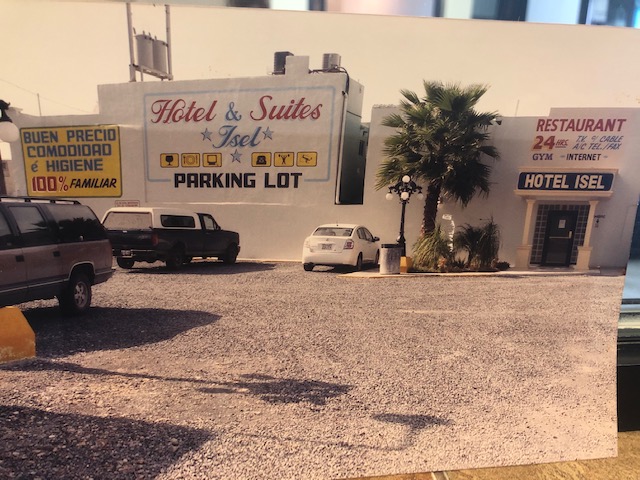 BUEN PRECIO
COMODIDAD
é HIGIENE
100% FAMILIAR
Hotel & Suites
Isel
PARKING LOT
RESTAURANT
24 HRS.
T.V. CABLE
A/C TEL./FAX
GYM - INTERNET -
HOTEL ISEL